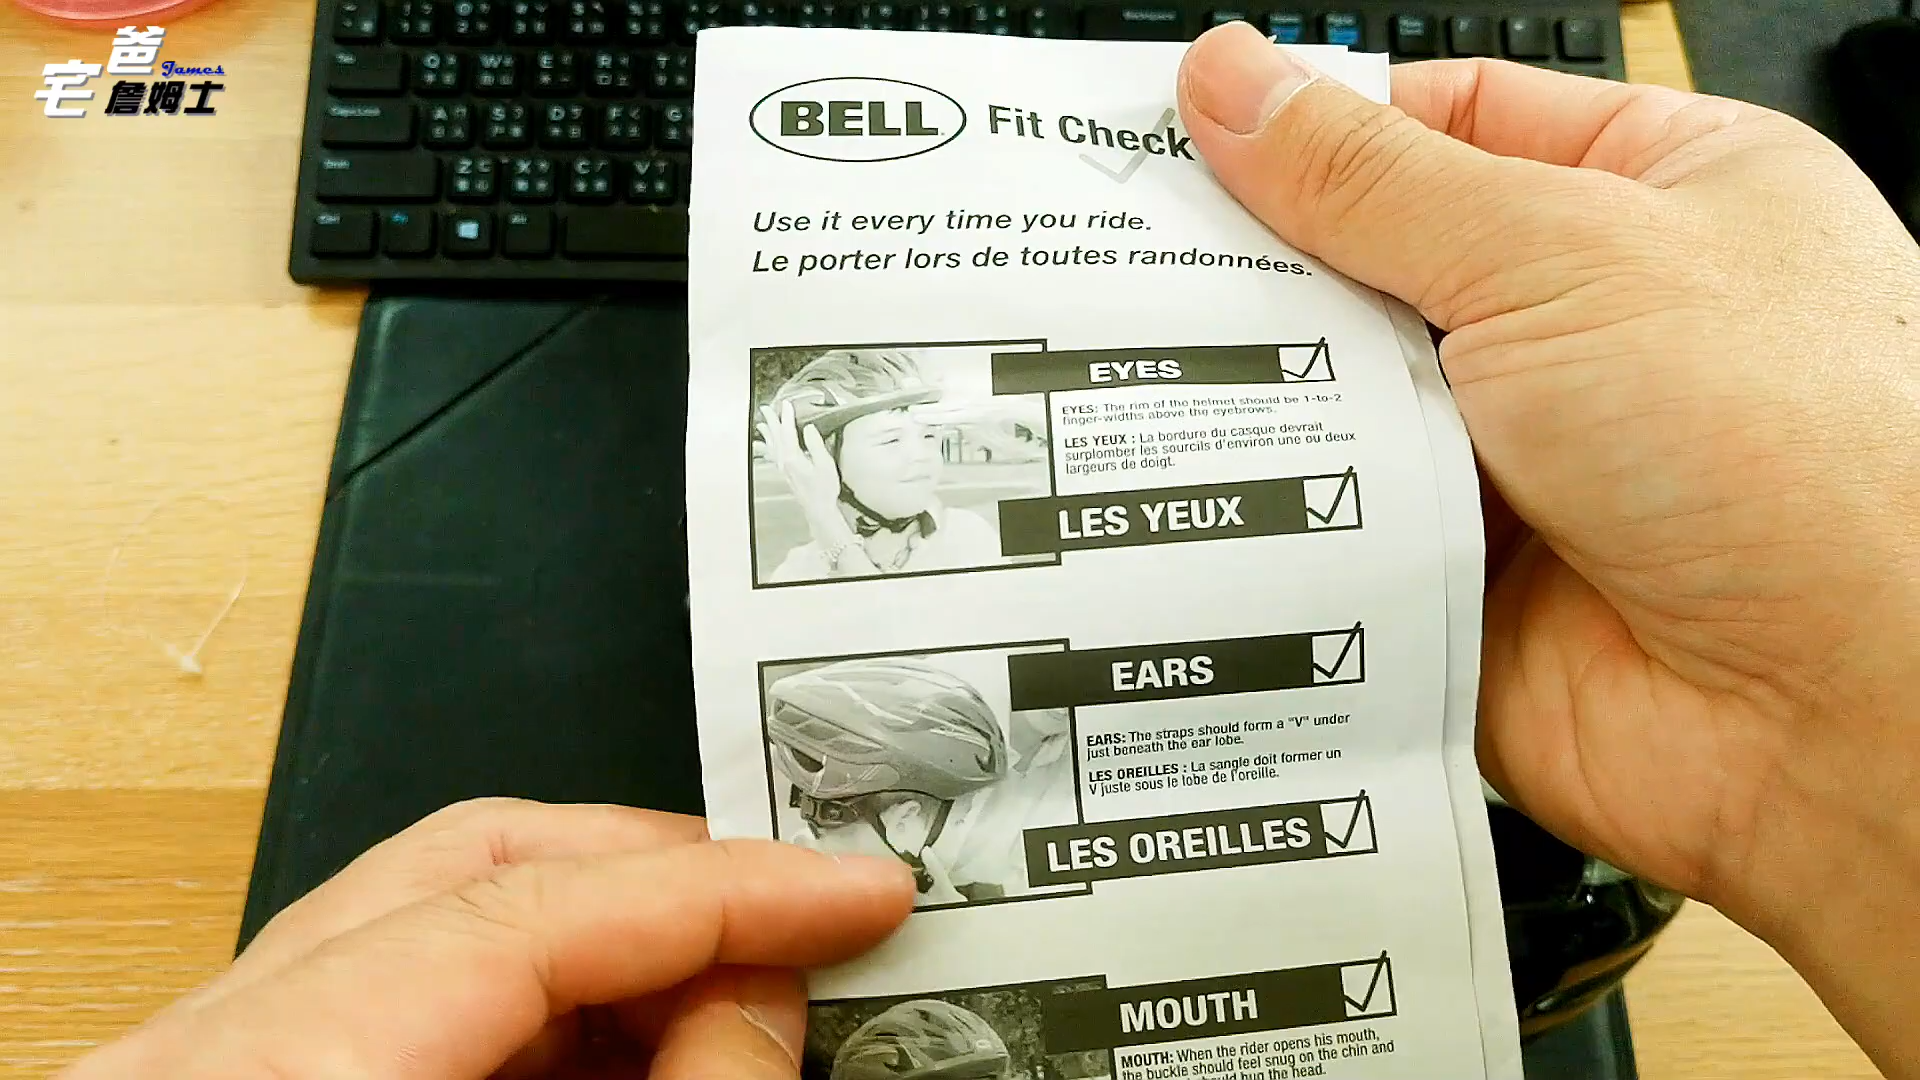 宅爸 James
詹姆士
BELL Fit Check
Use it every time you ride.
Le porter lors de toutes randonnées.
EYES
EYES: The rim of the helmet should be 1-to-2
finger-widths above the eyebrows.
LES YEUX : La bordure du casque devrait
surplomber les sourcils d'environ une ou deux
largeurs de doigt.
LES YEUX
EARS
EARS: The straps should form a "V" under
just beneath the ear lobe.
LES OREILLES : La sangle doit former un
V juste sous le lobe de l'oreille.
LES OREILLES
MOUTH
MOUTH: When the rider opens his mouth,
the buckle should feel snug on the chin and
should hug the head.